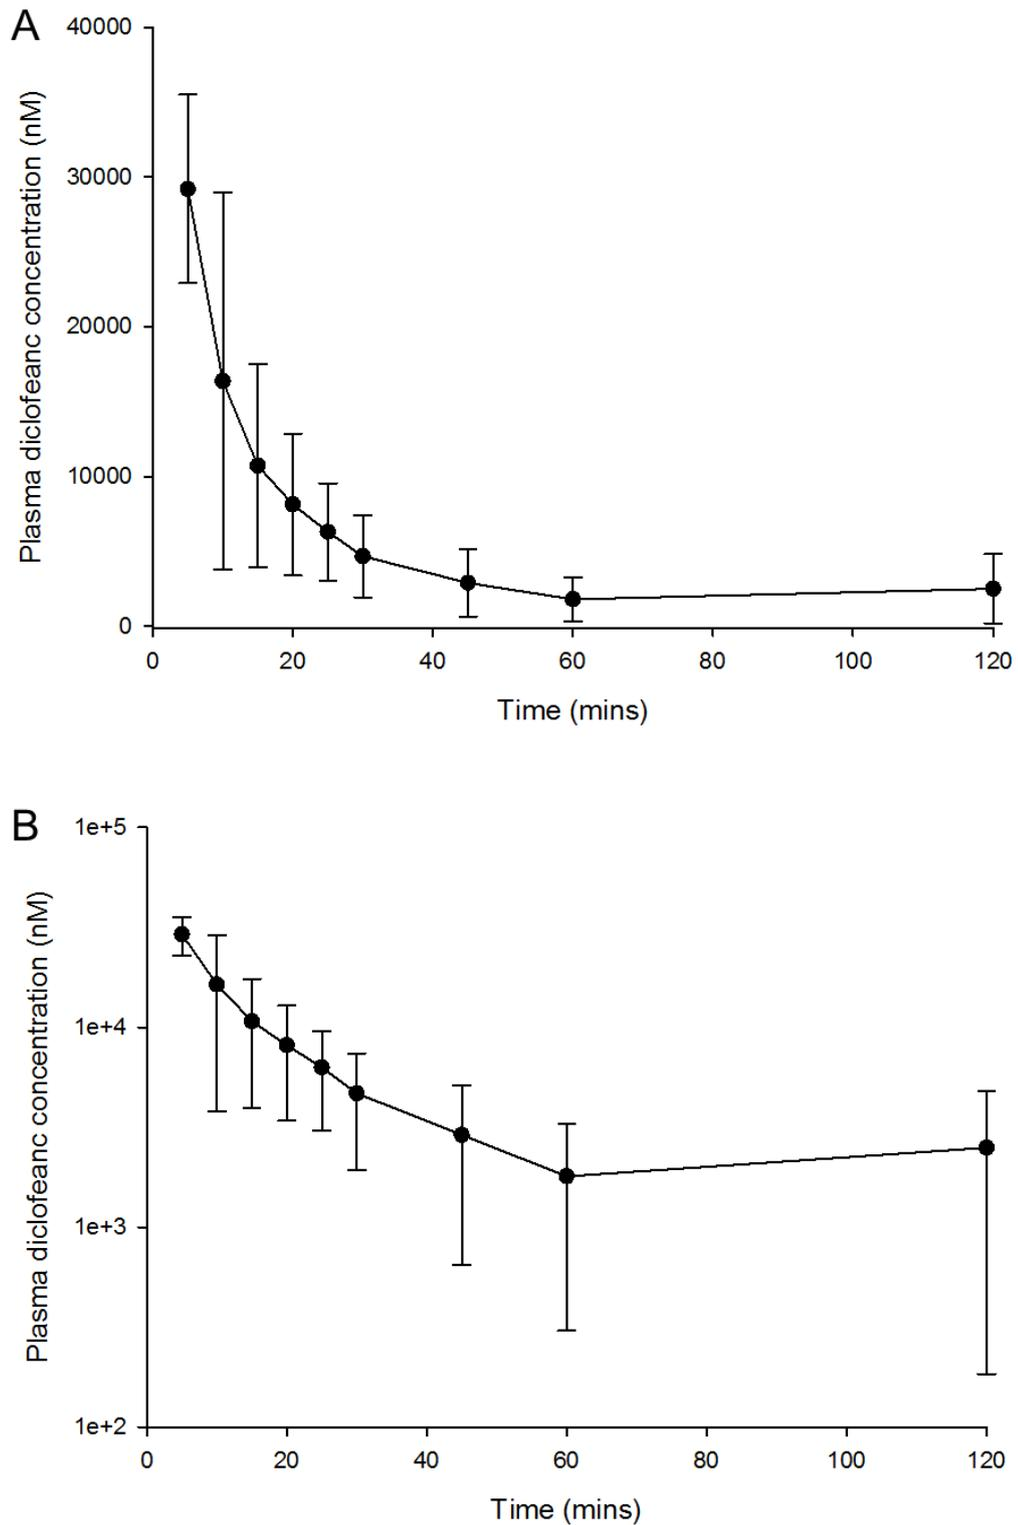 A
Plasma diclofeanc concentration (nM)
40000
30000
20000
10000
0
0 20 40 60 80 100 120
Time (mins)
B
Plasma diclofeanc concentration (nM)
1e+5
1e+4
1e+3
1e+2
0 20 40 60 80 100 120
Time (mins)